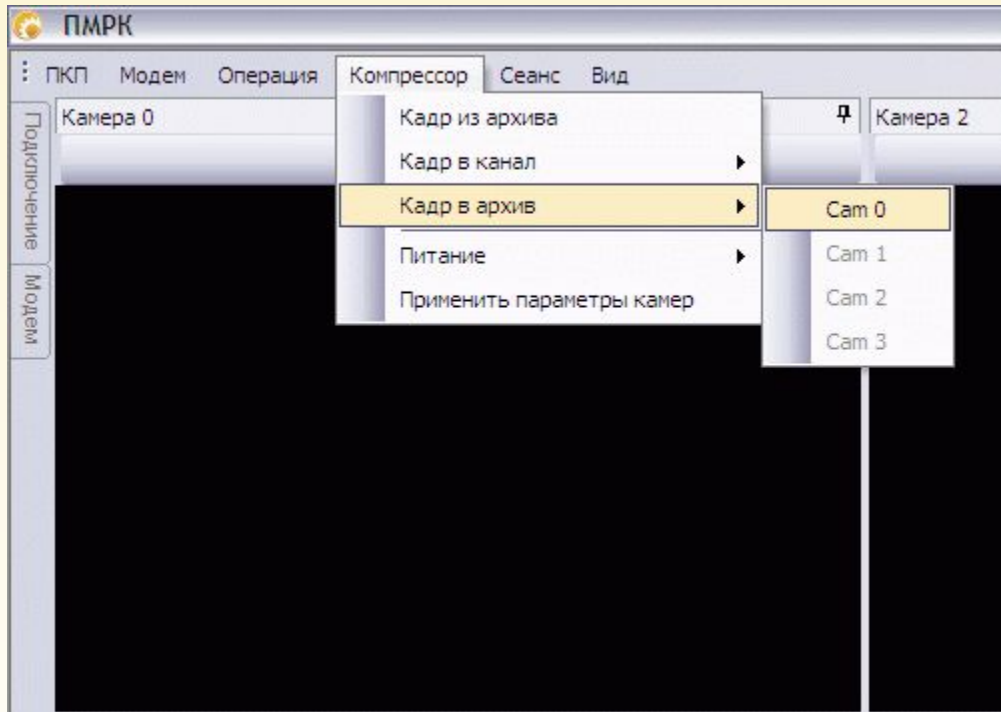 ПМРК
ПКП Модем Операция Компрессор Сеанс Вид
Камера 0
Камера 2
Подключение
Модем
Кадр из архива
Кадр в канал
Кадр в архив
Питание
Применить параметры камер
Cam 0
Cam 1
Cam 2
Cam 3